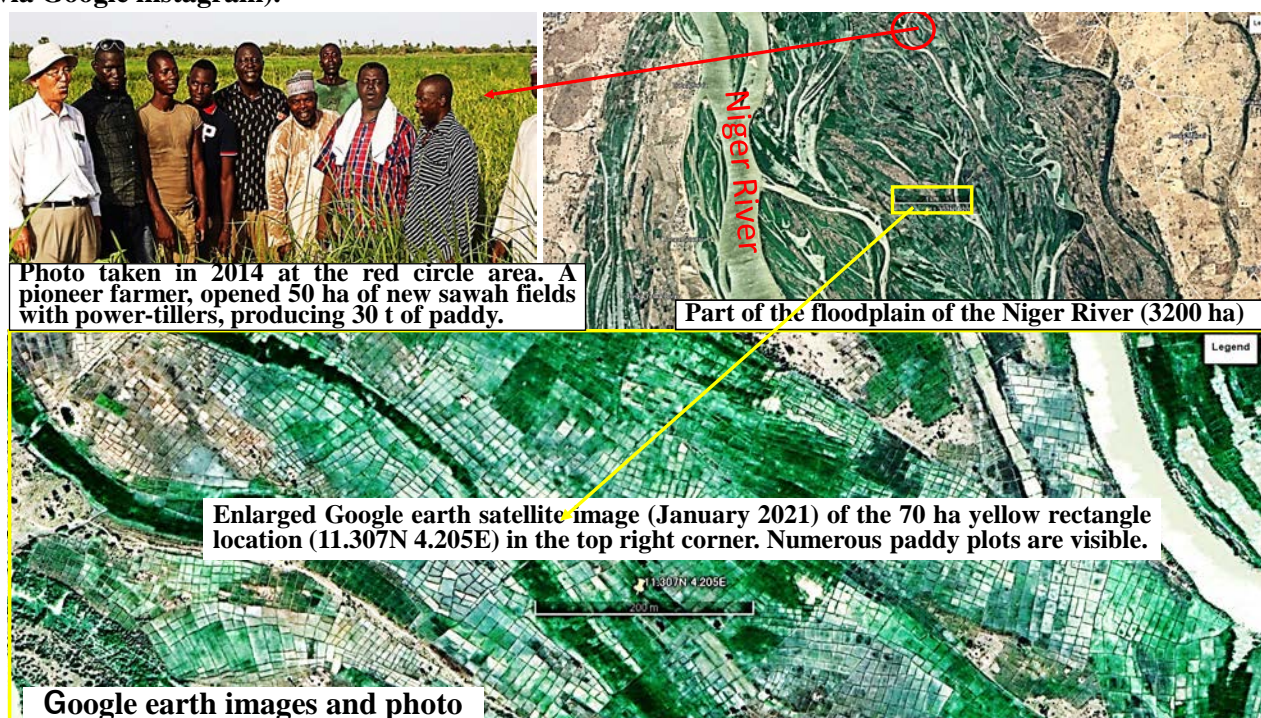 via Google instagram).
Niger River
Photo taken in 2014 at the red circle area. A
pioneer farmer, opened 50 ha of new sawah fields
with power-tillers, producing 30 t of paddy.
Part of the floodplain of the Niger River (3200 ha)
Legend
Enlarged Google earth satellite image (January 2021) of the 70 ha yellow rectangle
location (11.307N 4.205E) in the top right corner. Numerous paddy plots are visible.
11.307N 4.205E
200 m
Google earth images and photo